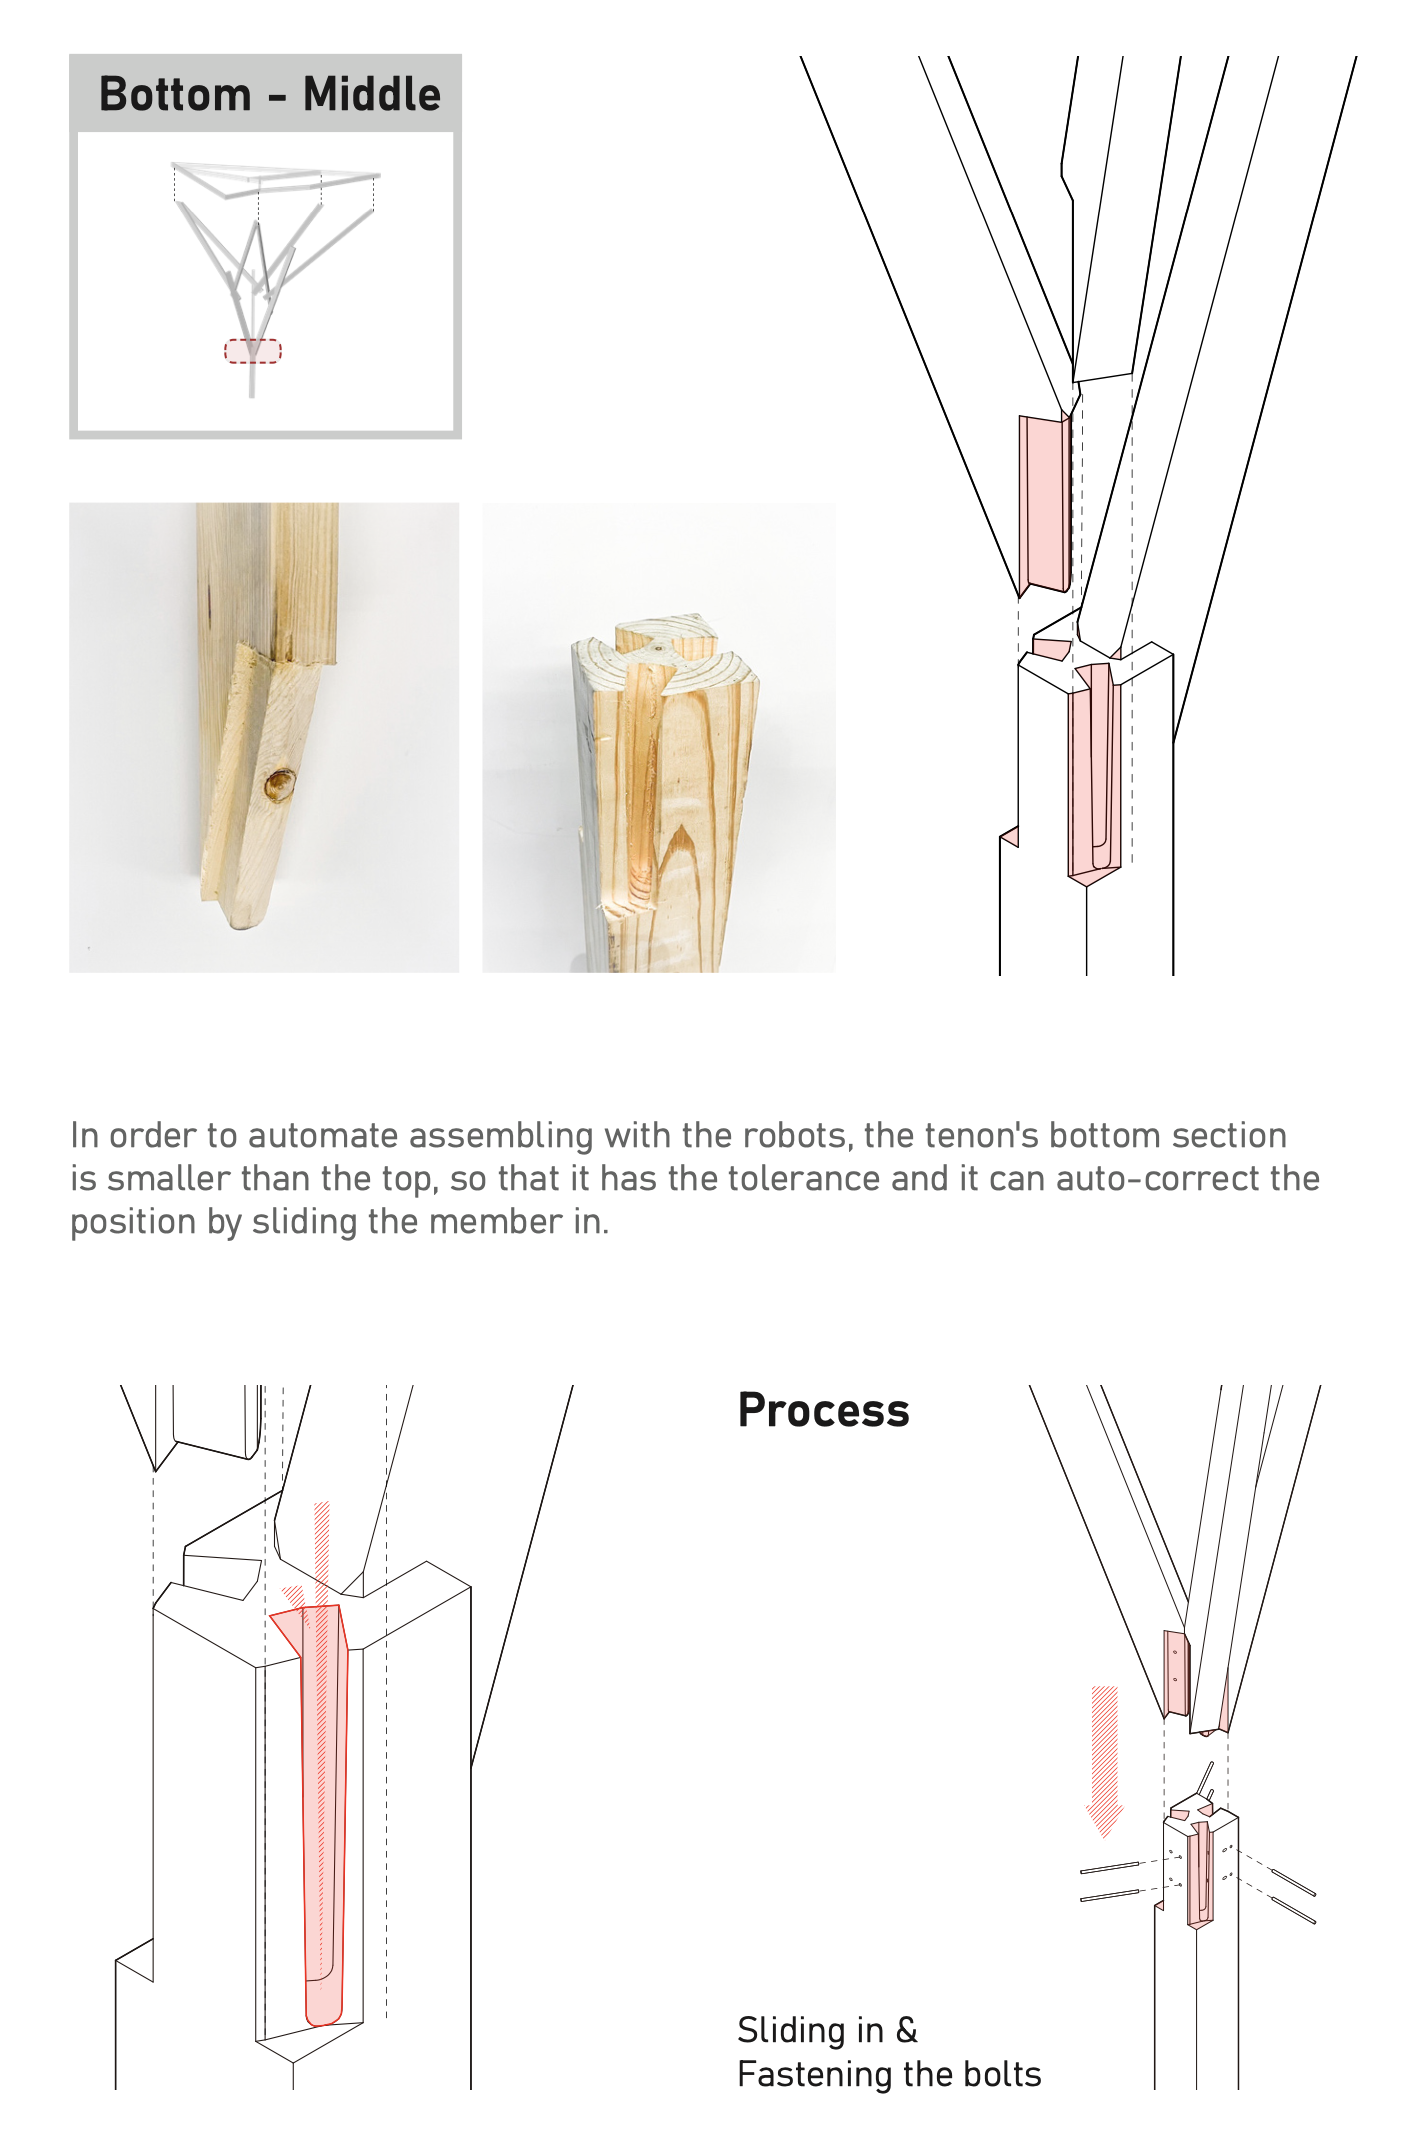 Bottom - Middle
In order to automate assembling with the robots, the tenon's bottom section
is smaller than the top, so that it has the tolerance and it can auto-correct the
position by sliding the member in.
Process
Sliding in &
Fastening the bolts